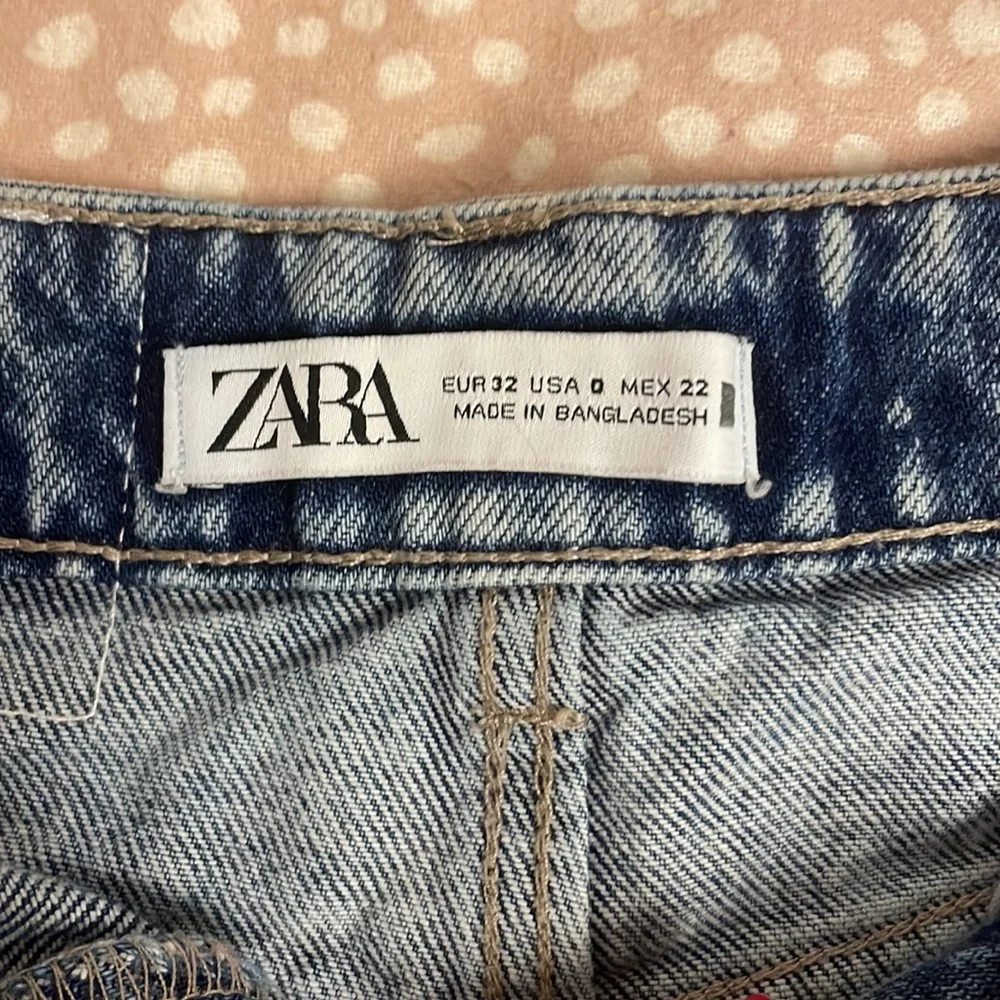 ZARA
EUR 32 USA 0 MEX 22
MADE IN BANGLADESH